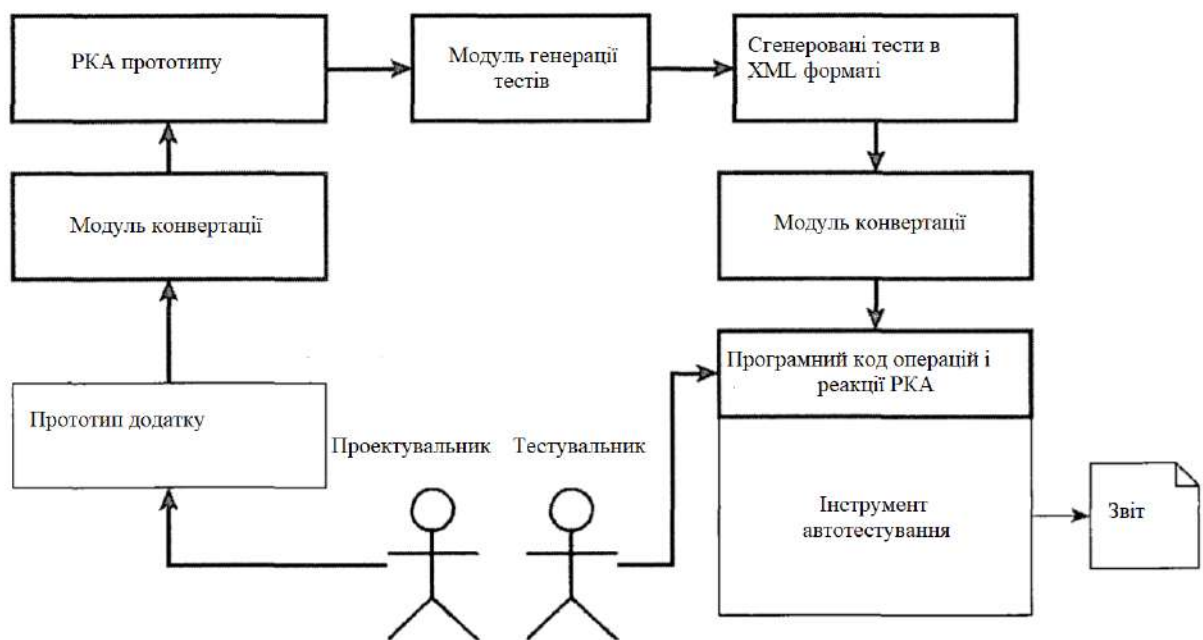 РКА прототипу
Модуль генерації
тестів
Сгенеровані тести в
XML форматі
Модуль конвертації
Модуль конвертації
Програмний код операцій і
реакції РКА
Прототип додатку
Проектувальник
Тестувальник
Інструмент
автотестування
Звіт